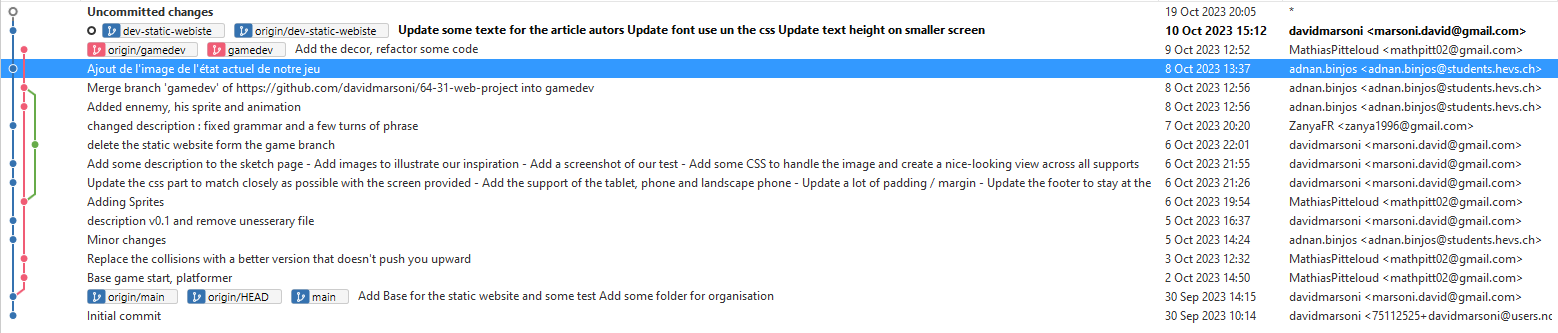 Uncommitted changes 19 Oct 2023 20:05 *
dev-static-webiste origin/dev-static-webiste Update some texte for the article autors Update font use un the css Update text height on smaller screen 10 Oct 2023 15:12 davidmarsoni <marsoni.david@gmail.com>
origin/gamedev gamedev Add the decor, refactor some code 9 Oct 2023 12:52 MathiasPitteloud <mathpitt02@gmail.com>
Ajout de l'image de l'état actuel de notre jeu 8 Oct 2023 13:37 adnan.binjos <adnan.binjos@students.hevs.ch>
Merge branch 'gamedev' of https://github.com/davidmarsoni/64-31-web-project into gamedev 8 Oct 2023 12:56 adnan.binjos <adnan.binjos@students.hevs.ch>
Added ennemy, his sprite and animation 8 Oct 2023 12:56 adnan.binjos <adnan.binjos@students.hevs.ch>
changed description : fixed grammar and a few turns of phrase 7 Oct 2023 20:20 ZanyaFR <zanya1996@gmail.com>
delete the static website form the game branch 6 Oct 2023 22:01 davidmarsoni <marsoni.david@gmail.com>
Add some description to the sketch page - Add images to illustrate our inspiration - Add a screenshot of our test - Add some CSS to handle the image and create a nice-looking view across all supports 6 Oct 2023 21:55 davidmarsoni <marsoni.david@gmail.com>
Update the css part to match closely as possible with the screen provided - Add the support of the tablet, phone and landscape phone - Update a lot of padding / margin - Update the footer to stay at the 6 Oct 2023 21:26 davidmarsoni <marsoni.david@gmail.com>
Adding Sprites 6 Oct 2023 19:54 MathiasPitteloud <mathpitt02@gmail.com>
description v0.1 and remove unesserary file 5 Oct 2023 16:37 davidmarsoni <marsoni.david@gmail.com>
Minor changes 5 Oct 2023 14:24 adnan.binjos <adnan.binjos@students.hevs.ch>
Replace the collisions with a better version that doesn't push you upward 3 Oct 2023 12:32 MathiasPitteloud <mathpitt02@gmail.com>
Base game start, platformer 2 Oct 2023 14:50 MathiasPitteloud <mathpitt02@gmail.com>
origin/main origin/HEAD main Add Base for the static website and some test Add some folder for organisation 30 Sep 2023 14:15 davidmarsoni <marsoni.david@gmail.com>
Initial commit 30 Sep 2023 10:14 davidmarsoni <75112525+davidmarsoni@users.nc